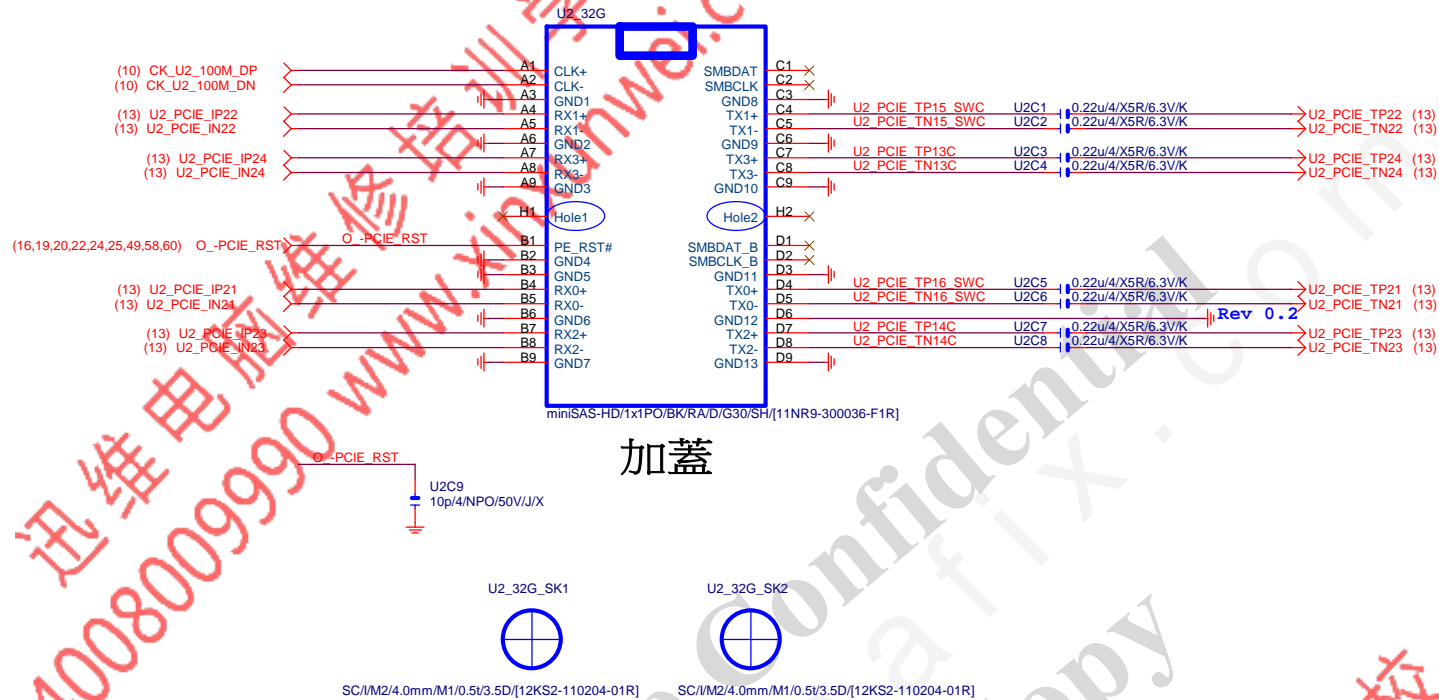 U2_32G
(10) CK_U2_100M_DP A1 CLK+ SMBDAT C1
(10) CK_U2_100M_DN A2 CLK- SMBCLK C2
A3 GND1 GND8 C3
(13) U2_PCIE_IP22 A4 RX1+ TX1+ C4 U2_PCIE_TP15_SWC U2C1 0.22u/4/X5R/6.3V/K U2_PCIE_TP22 (13)
(13) U2_PCIE_IN22 A5 RX1- TX1- C5 U2_PCIE_TN15_SWC U2C2 0.22u/4/X5R/6.3V/K U2_PCIE_TN22 (13)
A6 GND2 GND9 C6
(13) U2_PCIE_IP24 A7 RX3+ TX3+ C7 U2_PCIE_TP13C U2C3 0.22u/4/X5R/6.3V/K U2_PCIE_TP24 (13)
(13) U2_PCIE_IN24 A8 RX3- TX3- C8 U2_PCIE_TN13C U2C4 0.22u/4/X5R/6.3V/K U2_PCIE_TN24 (13)
A9 GND3 GND10 C9
H1 Hole1 Hole2 H2
(16,19,20,22,24,25,49,58,60) O_-PCIE_RST O_-PCIE_RST B1 PE_RST# SMBDAT_B D1
B2 GND4 SMBCLK_B D2
B3 GND5 GND11 D3
(13) U2_PCIE_IP21 B4 RX0+ TX0+ D4 U2_PCIE_TP16_SWC U2C5 0.22u/4/X5R/6.3V/K U2_PCIE_TP21 (13)
(13) U2_PCIE_IN21 B5 RX0- TX0- D5 U2_PCIE_TN16_SWC U2C6 0.22u/4/X5R/6.3V/K U2_PCIE_TN21 (13)
B6 GND6 GND12 D6 Rev 0.2
(13) U2_PCIE_IP23 B7 RX2+ TX2+ D7 U2_PCIE_TP14C U2C7 0.22u/4/X5R/6.3V/K U2_PCIE_TP23 (13)
(13) U2_PCIE_IN23 B8 RX2- TX2- D8 U2_PCIE_TN14C U2C8 0.22u/4/X5R/6.3V/K U2_PCIE_TN23 (13)
B9 GND7 GND13 D9
miniSAS-HD/1x1PO/BK/RA/D/G30/SH/[11NR9-300036-F1R]
加蓋
O_-PCIE_RST
U2C9
10p/4/NPO/50V/J/X
U2_32G_SK1 U2_32G_SK2
SC/I/M2/4.0mm/M1/0.5t/3.5D/[12KS2-110204-01R] SC/I/M2/4.0mm/M1/0.5t/3.5D/[12KS2-110204-01R]
迅维电脑维修培训学
4008009990 www.xinxunwei.c
校
Confidential
opy
afix.com